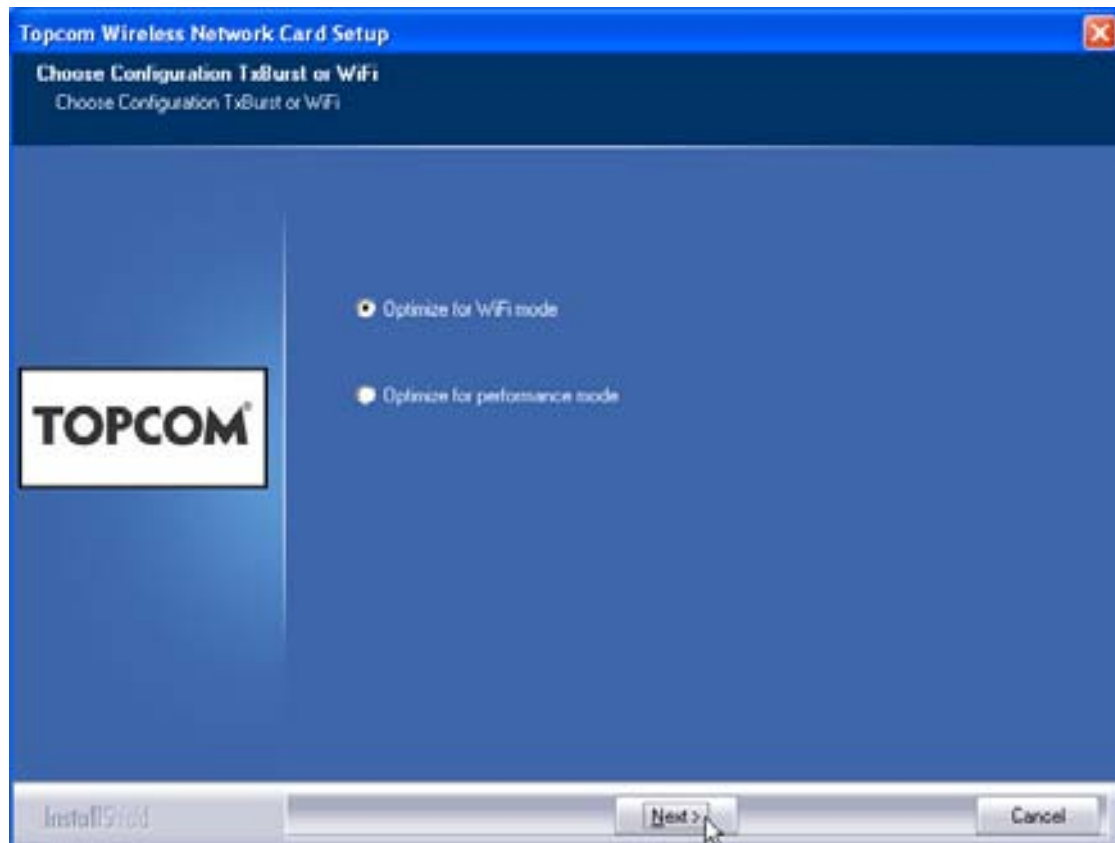 Topcom Wireless Network Card Setup
Choose Configuration TxBurst or WiFi
Choose Configuration TxBurst or WiFi
Optimize for WiFi mode
Optimize for performance mode
TOPCOM®
InstallShield
Next >
Cancel